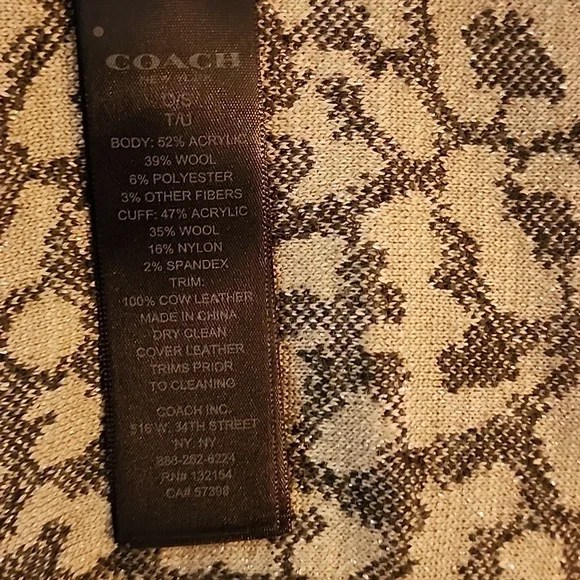 COACH
NEW YORK
O/S
T/U
BODY: 52% ACRYLIC
39% WOOL
6% POLYESTER
3% OTHER FIBERS
CUFF: 47% ACRYLIC
35% WOOL
16% NYLON
2% SPANDEX
TRIM:
100% COW LEATHER
MADE IN CHINA
DRY CLEAN
COVER LEATHER
TRIMS PRIOR
TO CLEANING
COACH INC.
516 W. 34TH STREET
NY, NY
888-262-6224
RN# 132154
CA# 57398